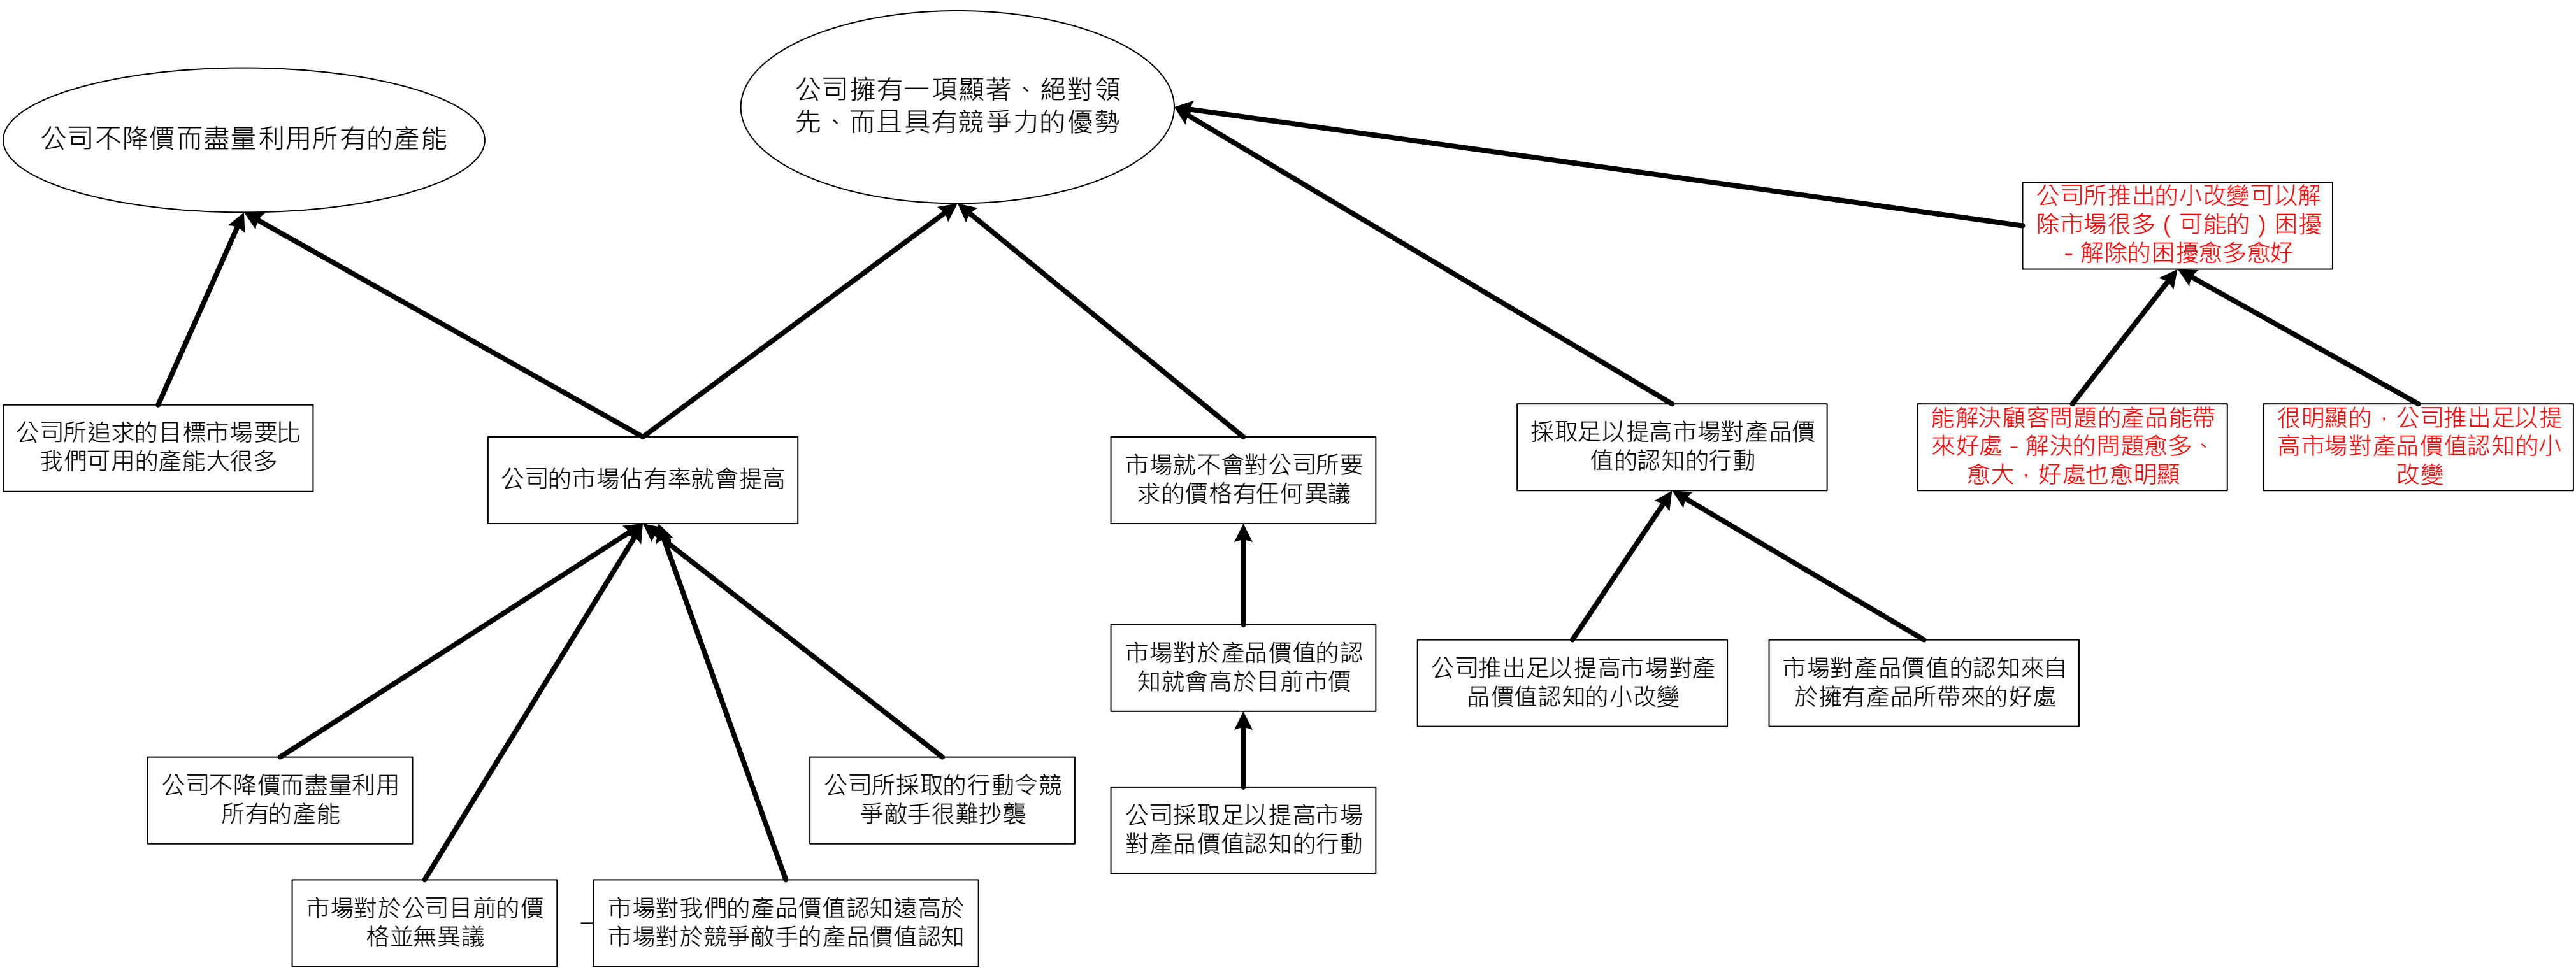 公司擁有一項顯著、絕對領
先、而且具有競爭力的優勢
公司不降價而盡量利用所有的產能
公司所推出的小改變可以解
除市場很多（可能的）困擾
- 解除的困擾愈多愈好
公司所追求的目標市場要比
我們可用的產能大很多
公司的市場佔有率就會提高
市場就不會對公司所要
求的價格有任何異議
採取足以提高市場對產品價
值的認知的行動
能解決顧客問題的產品能帶
來好處 - 解決的問題愈多、
愈大，好處也愈明顯
很明顯的，公司推出足以提
高市場對產品價值認知的小
改變
市場對於產品價值的認
知就會高於目前市價
公司推出足以提高市場對產
品價值認知的小改變
市場對產品價值的認知來自
於擁有產品所帶來的好處
公司不降價而盡量利用
所有的產能
公司所採取的行動令競
爭敵手很難抄襲
公司採取足以提高市場
對產品價值認知的行動
市場對於公司目前的價
格並無異議
市場對我們的產品價值認知遠高於
市場對於競爭敵手的產品價值認知